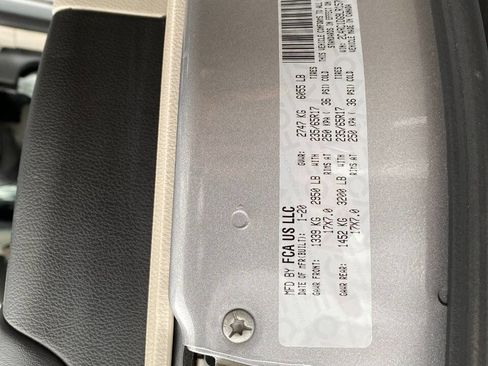 MFD BY FCA US LLC
DATE OF MFR(BUILT): 1-20 GVWR: 2747 KG 6055 LB
GAWR FRONT: 1339 KG 2950 LB WITH 235/65R17
17X7.0 RIMS AT 250 KPA ( 36 PSI) COLD
GAWR REAR: 1452 KG 3200 LB WITH 235/65R17
17X7.0 RIMS AT 250 KPA ( 36 PSI) COLD
THIS VEHICLE CONFORMS TO
STANDARDS IN EFFECT ON
VIN: